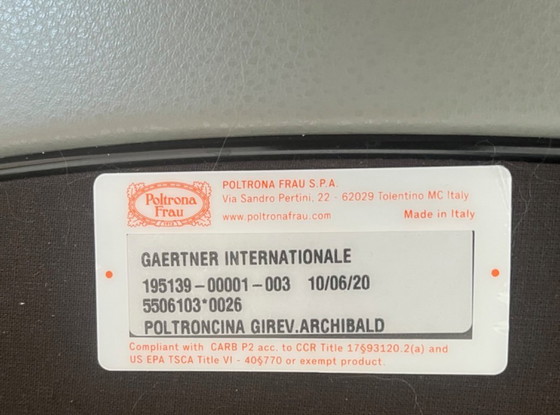 Poltrona
Frau
POLTRONA FRAU S.P.A.
Via Sandro Pertini, 22 - 62029 Tolentino MC Italy
www.poltronafrau.com Made in Italy
GAERTNER INTERNATIONALE
195139-00001-003 10/06/20
5506103*0026
POLTRONCINA GIREV.ARCHIBALD
Compliant with CARB P2 acc. to CCR Title 17§93120.2(a) and
US EPA TSCA Title VI - 40§770 or exempt product.